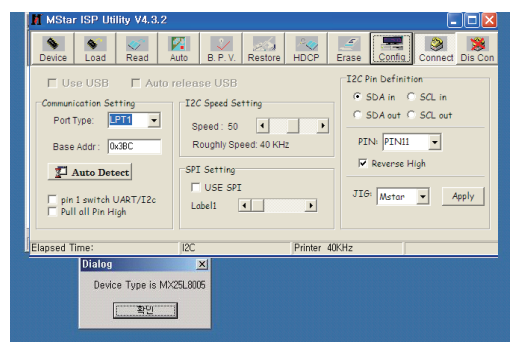 MStar ISP Utility V4.3.2
Device Load Read Auto B. P. V. Restore HDCP Erase Config Connect Dis Con
Use USB Auto release USB
Communication Setting
Port Type: LPT1
Base Addr: 0x3BC
Auto Detect
pin 1 switch UART/I2c
Pull all Pin High
I2C Speed Setting
Speed : 50
Roughly Speed: 40 KHz
SPI Setting
USE SPI
Label1
I2C Pin Definition
SDA in SCL in
SDA out SCL out
PIN: PIN11
Reverse High
JIG: Mstar Apply
Elapsed Time: I2C Printer 40KHz
Dialog
Device Type is MX25L8005
확인